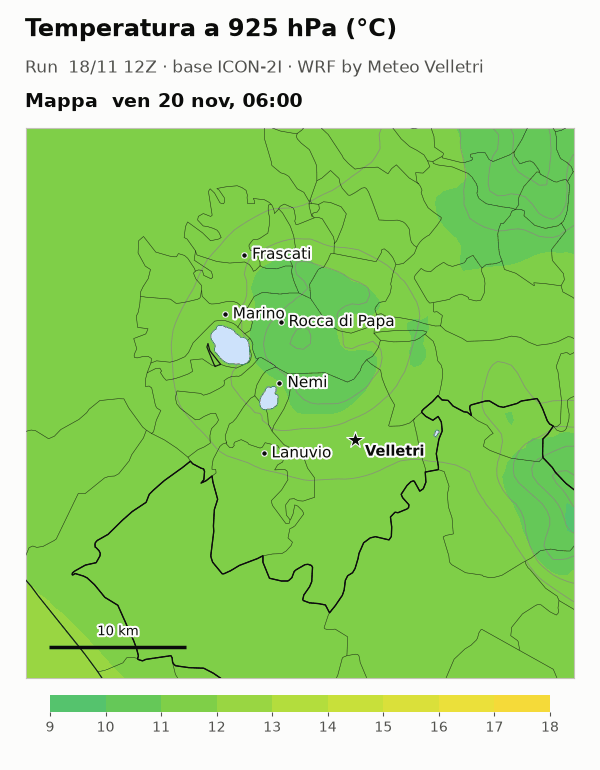 Temperatura a 925 hPa (°C)
Run  18/11 12Z · base ICON-2I · WRF by Meteo Velletri
Mappa  ven 20 nov, 06:00
Frascati
Marino
Rocca di Papa
Nemi
Velletri
Lanuvio
10 km
9 10 11 12 13 14 15 16 17 18